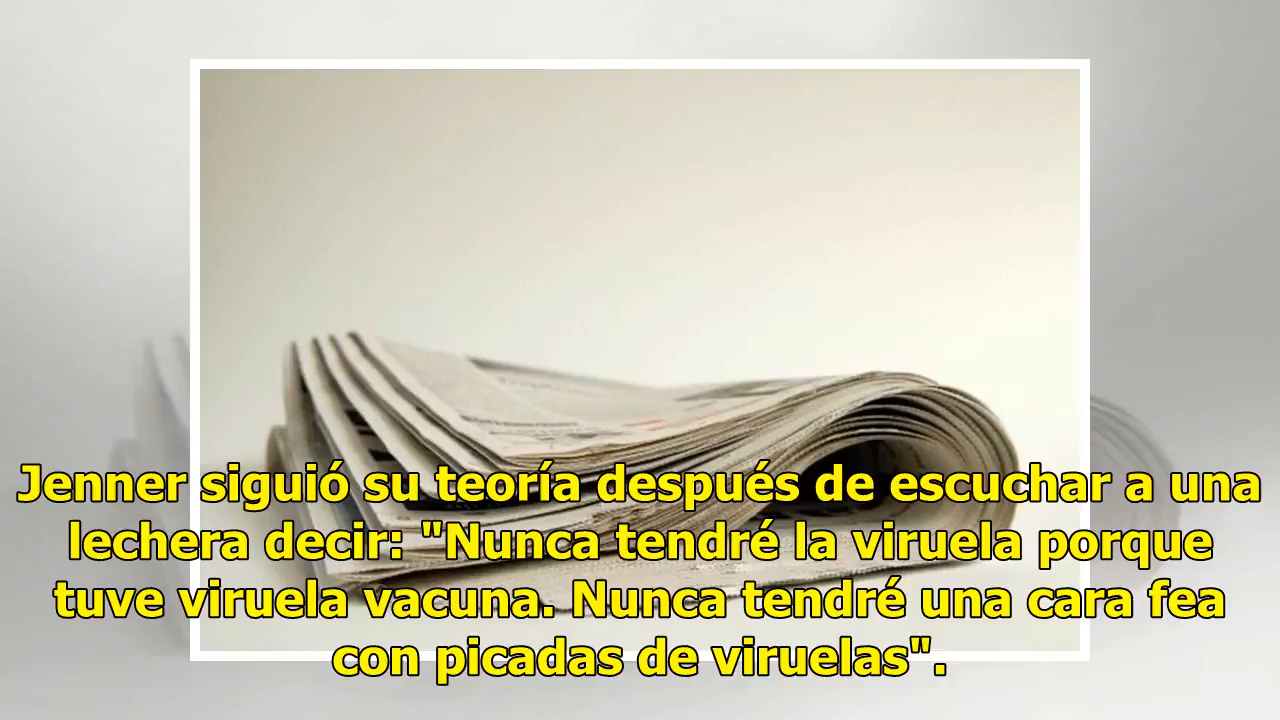 Jenner siguió su teoría después de escuchar a una
lechera decir: "Nunca tendré la viruela porque
tuve viruela vacuna. Nunca tendré una cara fea
con picadas de viruelas".